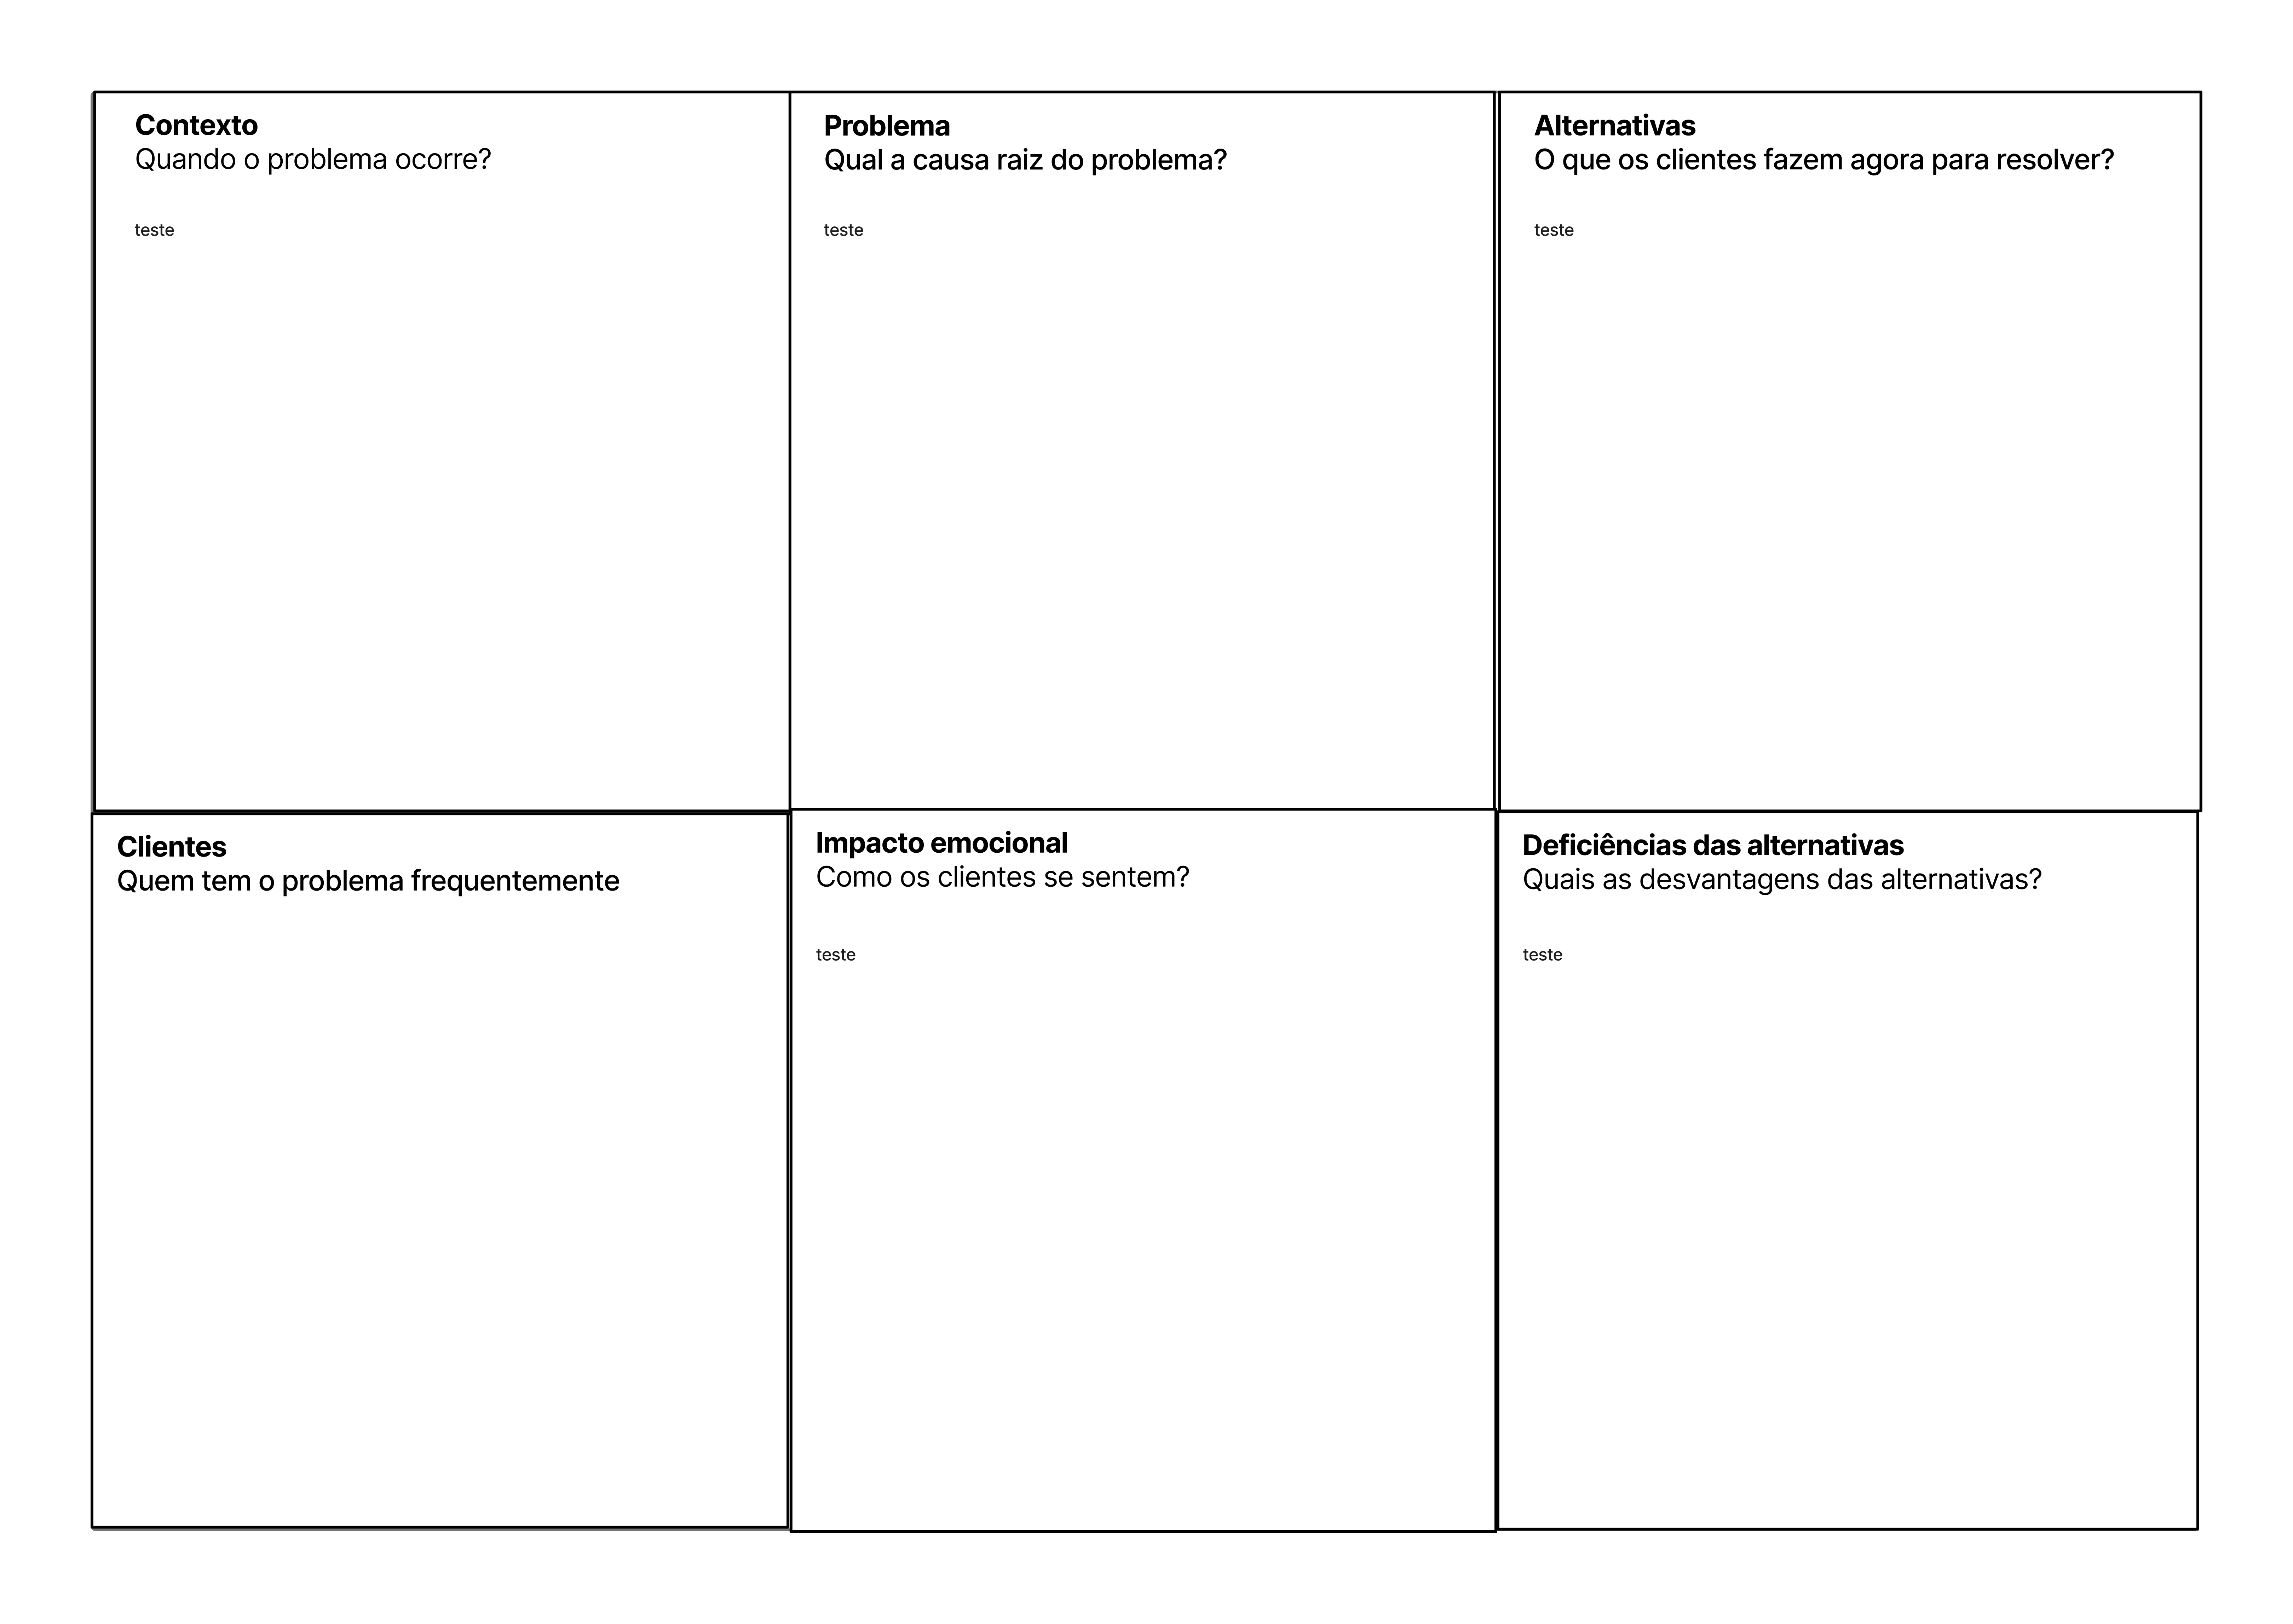 Contexto
Quando o problema ocorre?
teste
Problema
Qual a causa raiz do problema?
teste
Alternativas
O que os clientes fazem agora para resolver?
teste
Clientes
Quem tem o problema frequentemente
Impacto emocional
Como os clientes se sentem?
teste
Deficiências das alternativas
Quais as desvantagens das alternativas?
teste